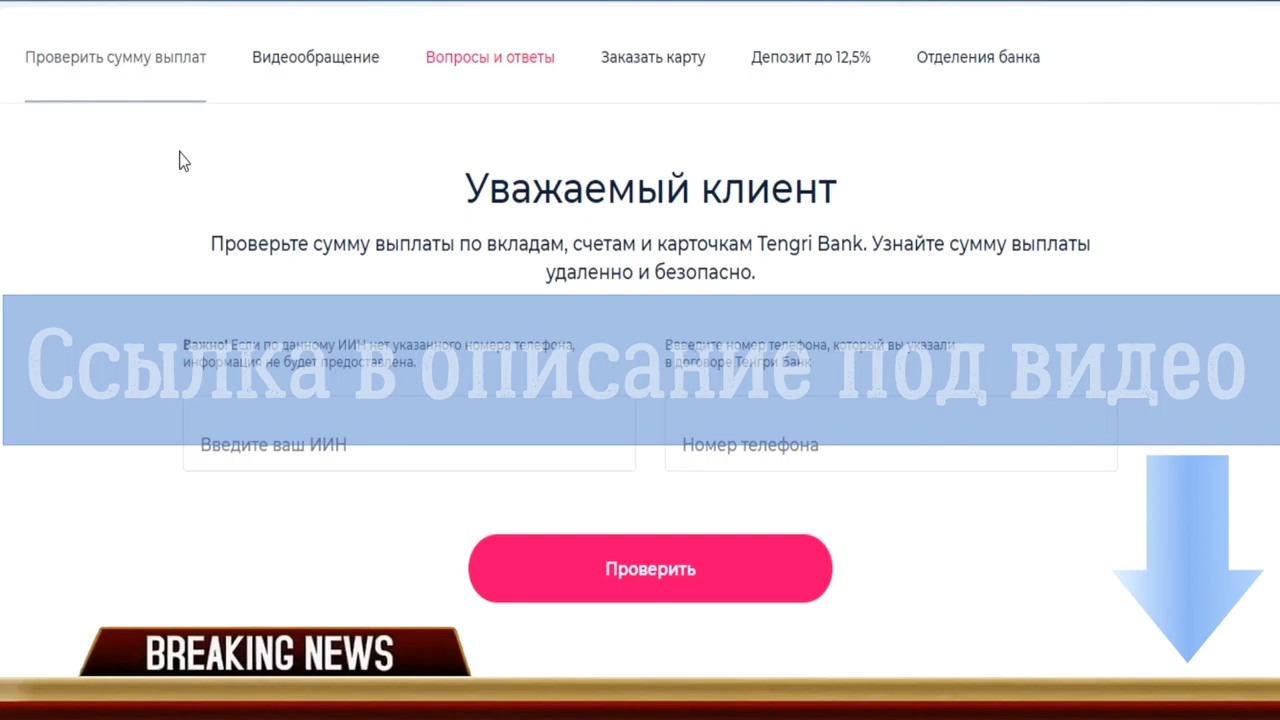 Проверить сумму выплат Видеообращение Вопросы и ответы Заказать карту Депозит до 12,5% Отделения банка
Уважаемый клиент
Проверьте сумму выплаты по вкладам, счетам и карточкам Tengri Bank. Узнайте сумму выплаты
удаленно и безопасно.
Важно! Если по данному ИИН нет указанного номера телефона,
информация не будет предоставлена.
Введите номер телефона, который вы указали
в договоре Тенгри Банк
Ссылка в описание под видео
Введите ваш ИИН
Номер телефона
Проверить
BREAKING NEWS